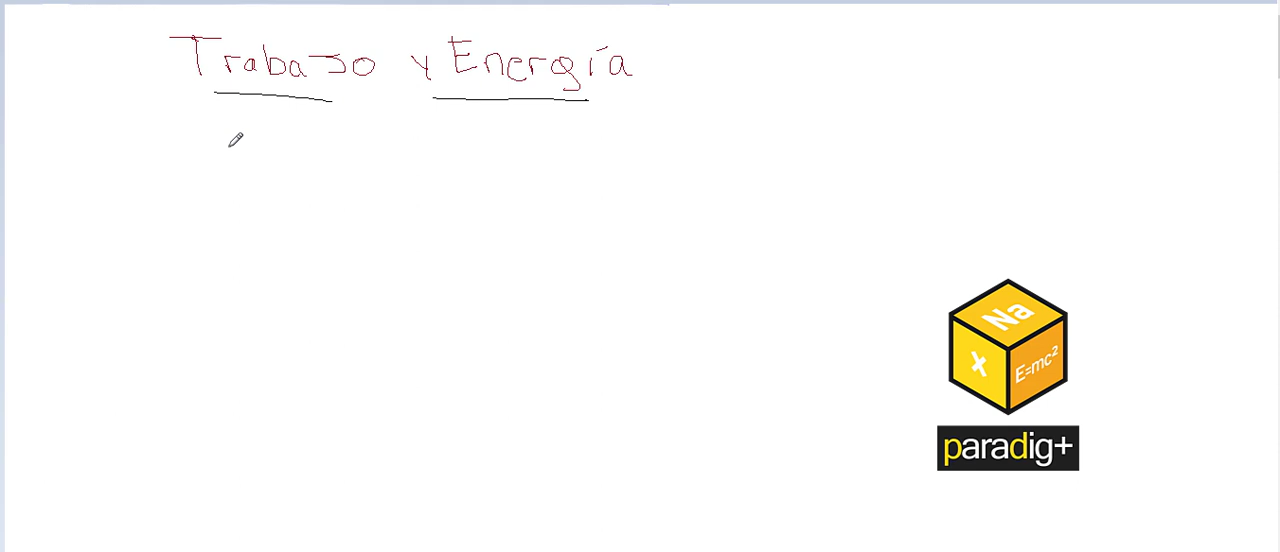 Trabajo y Energía
Na
x
E=mc²
paradig+